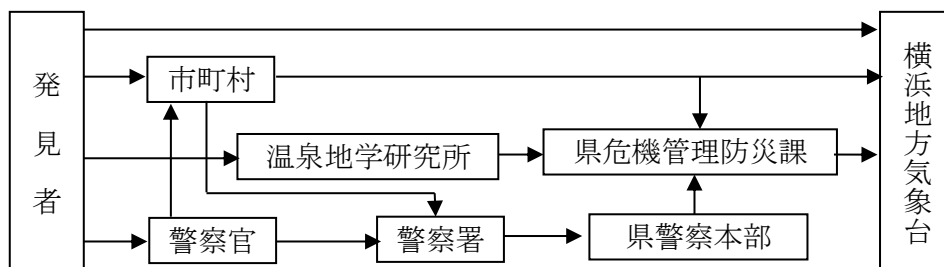 発見者
市町村
温泉地学研究所
県危機管理防災課
警察官
警察署
県警察本部
横浜地方気象台